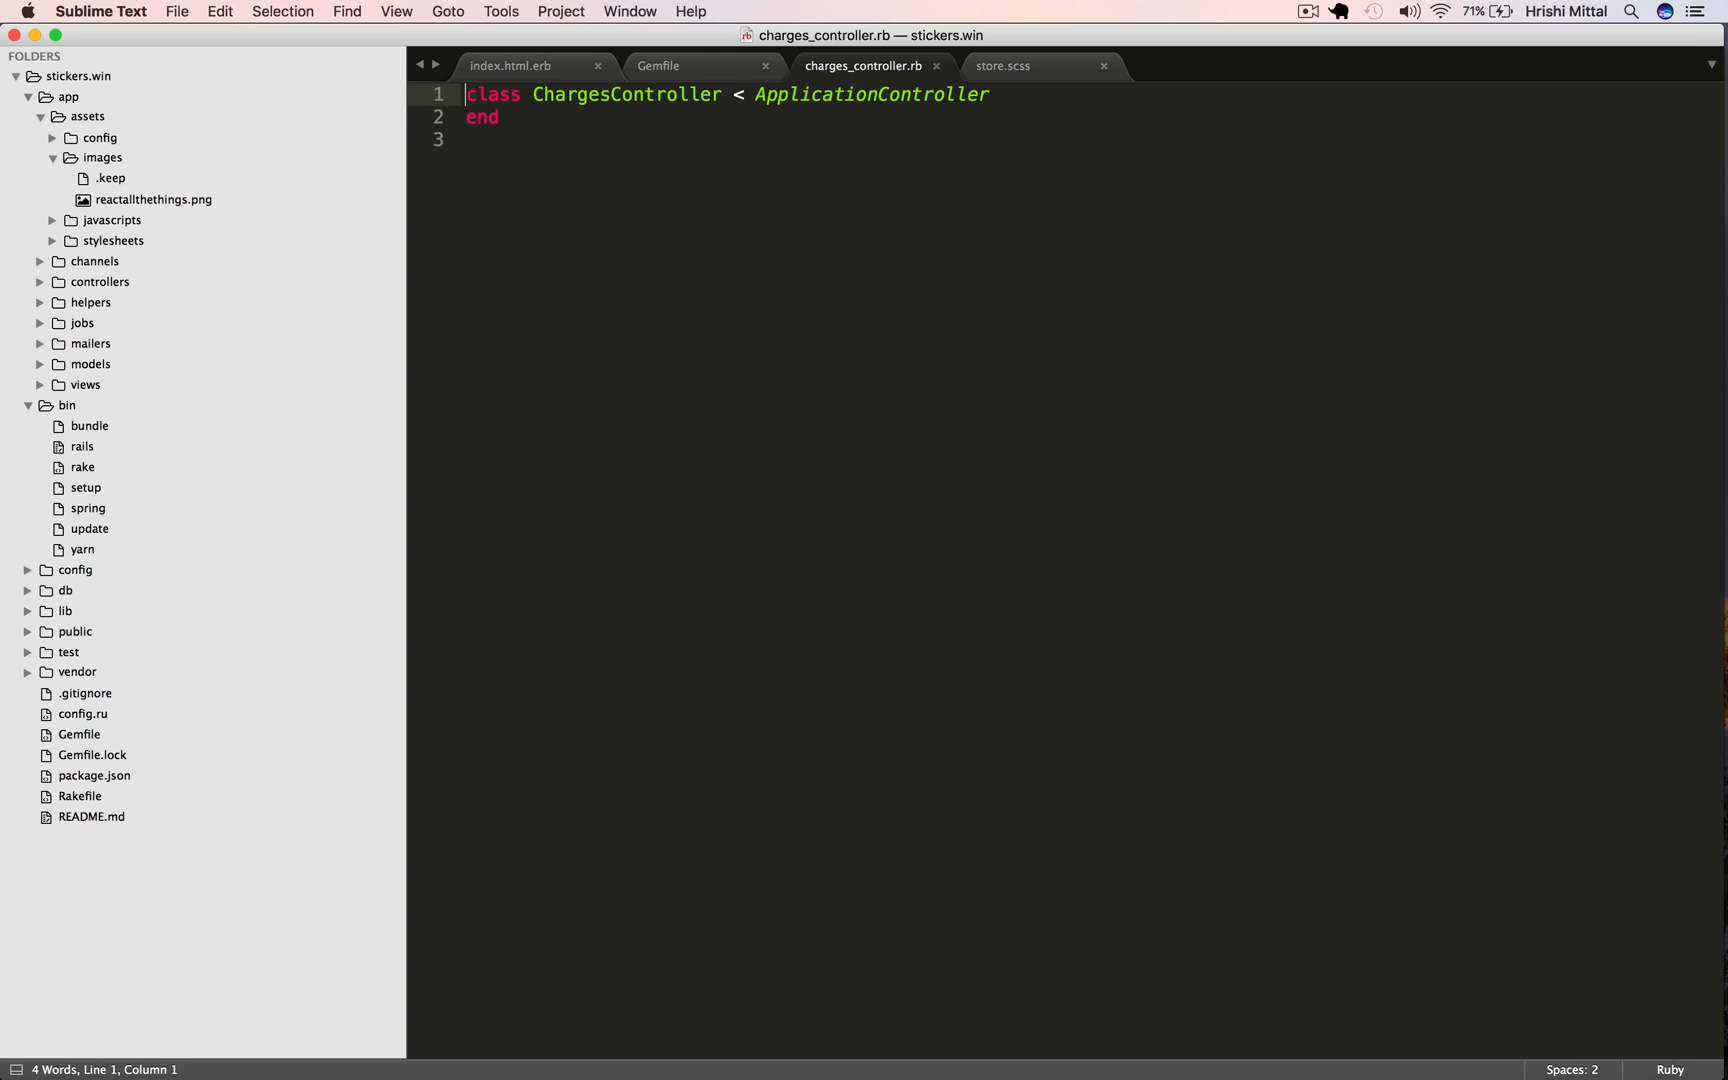 Sublime Text File Edit Selection Find View Goto Tools Project Window Help 71% Hrishi Mittal
charges_controller.rb — stickers.win
FOLDERS
stickers.win
app
assets
config
images
.keep
reactallthethings.png
javascripts
stylesheets
channels
controllers
helpers
jobs
mailers
models
views
bin
bundle
rails
rake
setup
spring
update
yarn
config
db
lib
public
test
vendor
.gitignore
config.ru
Gemfile
Gemfile.lock
package.json
Rakefile
README.md
index.html.erb × Gemfile × charges_controller.rb × store.scss ×
1 class ChargesController < ApplicationController
2 end
3
4 Words, Line 1, Column 1 Spaces: 2 Ruby